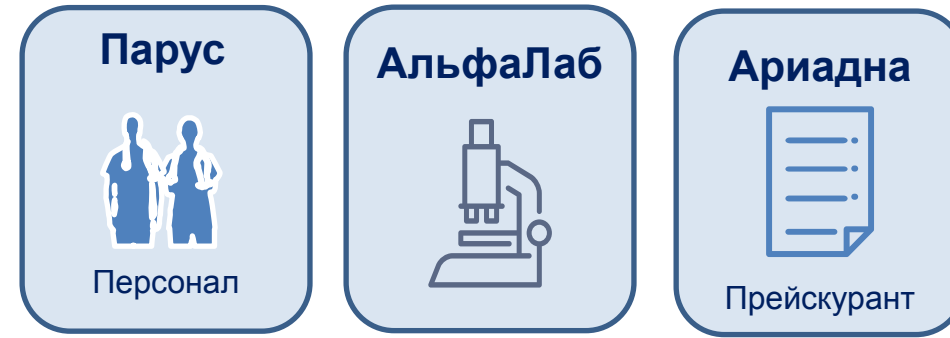 Парус
Персонал
АльфаЛаб
Ариадна
Прейскурант